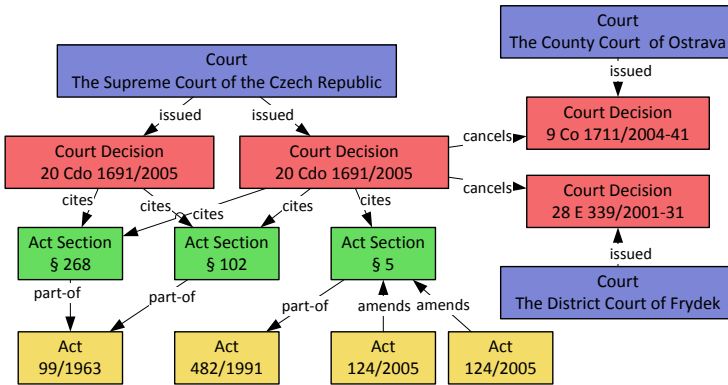 Court
The County Court  of Ostrava
Court
The Supreme Court of the Czech Republic
issued
issued
issued
Court Decision
9 Co 1711/2004-41
cancels
Court Decision
20 Cdo 1691/2005
Court Decision
20 Cdo 1691/2005
cancels
Court Decision
28 E 339/2001-31
cites
cites
cites
cites
cites
Act Section
§ 268
Act Section
§ 102
Act Section
§ 5
issued
Court
The District Court of Frydek
part-of
part-of
part-of
amends
amends
Act
99/1963
Act
482/1991
Act
124/2005
Act
124/2005